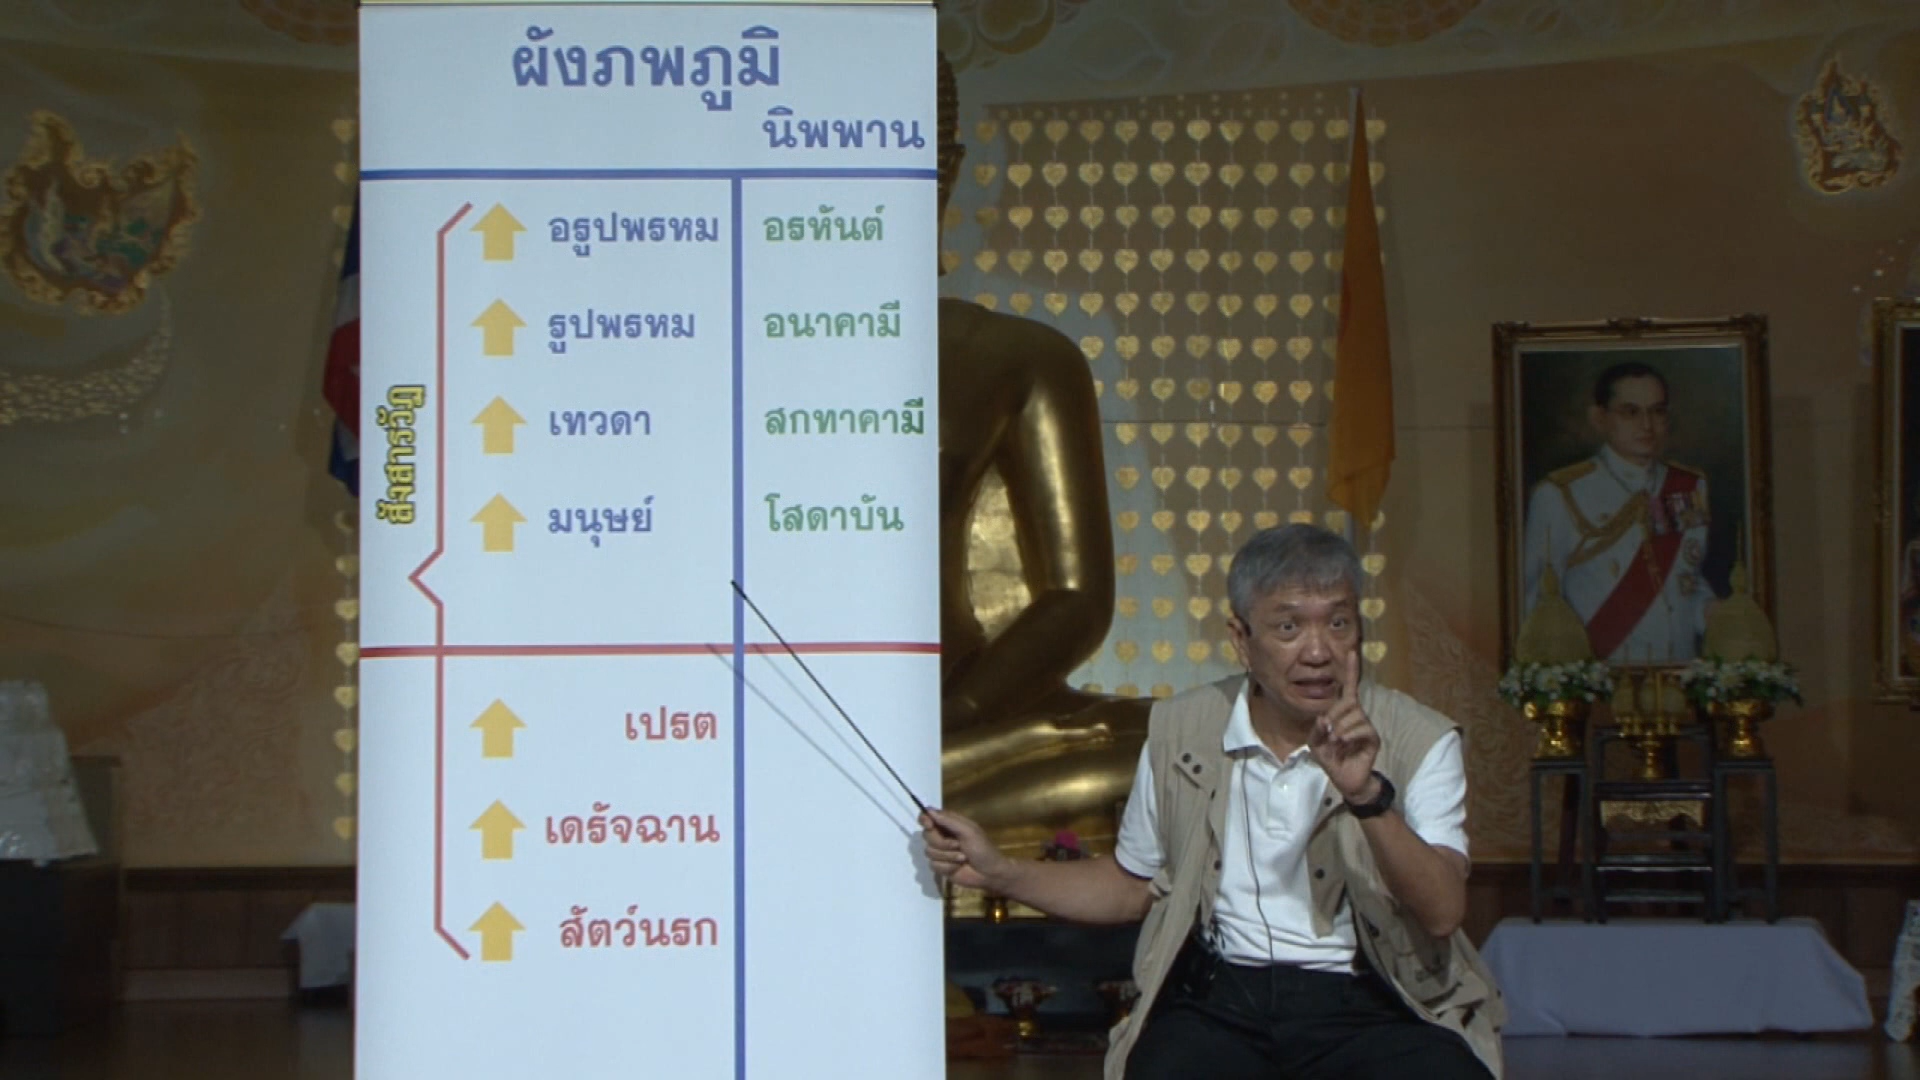 ผังภพภูมิ
นิพพาน
อรูปพรหม อรหันต์
รูปพรหม อนาคามี
เทวดา สกทาคามี
มนุษย์ โสดาบัน
สังสารวัฏ
เปรต
เดรัจฉาน
สัตว์นรก